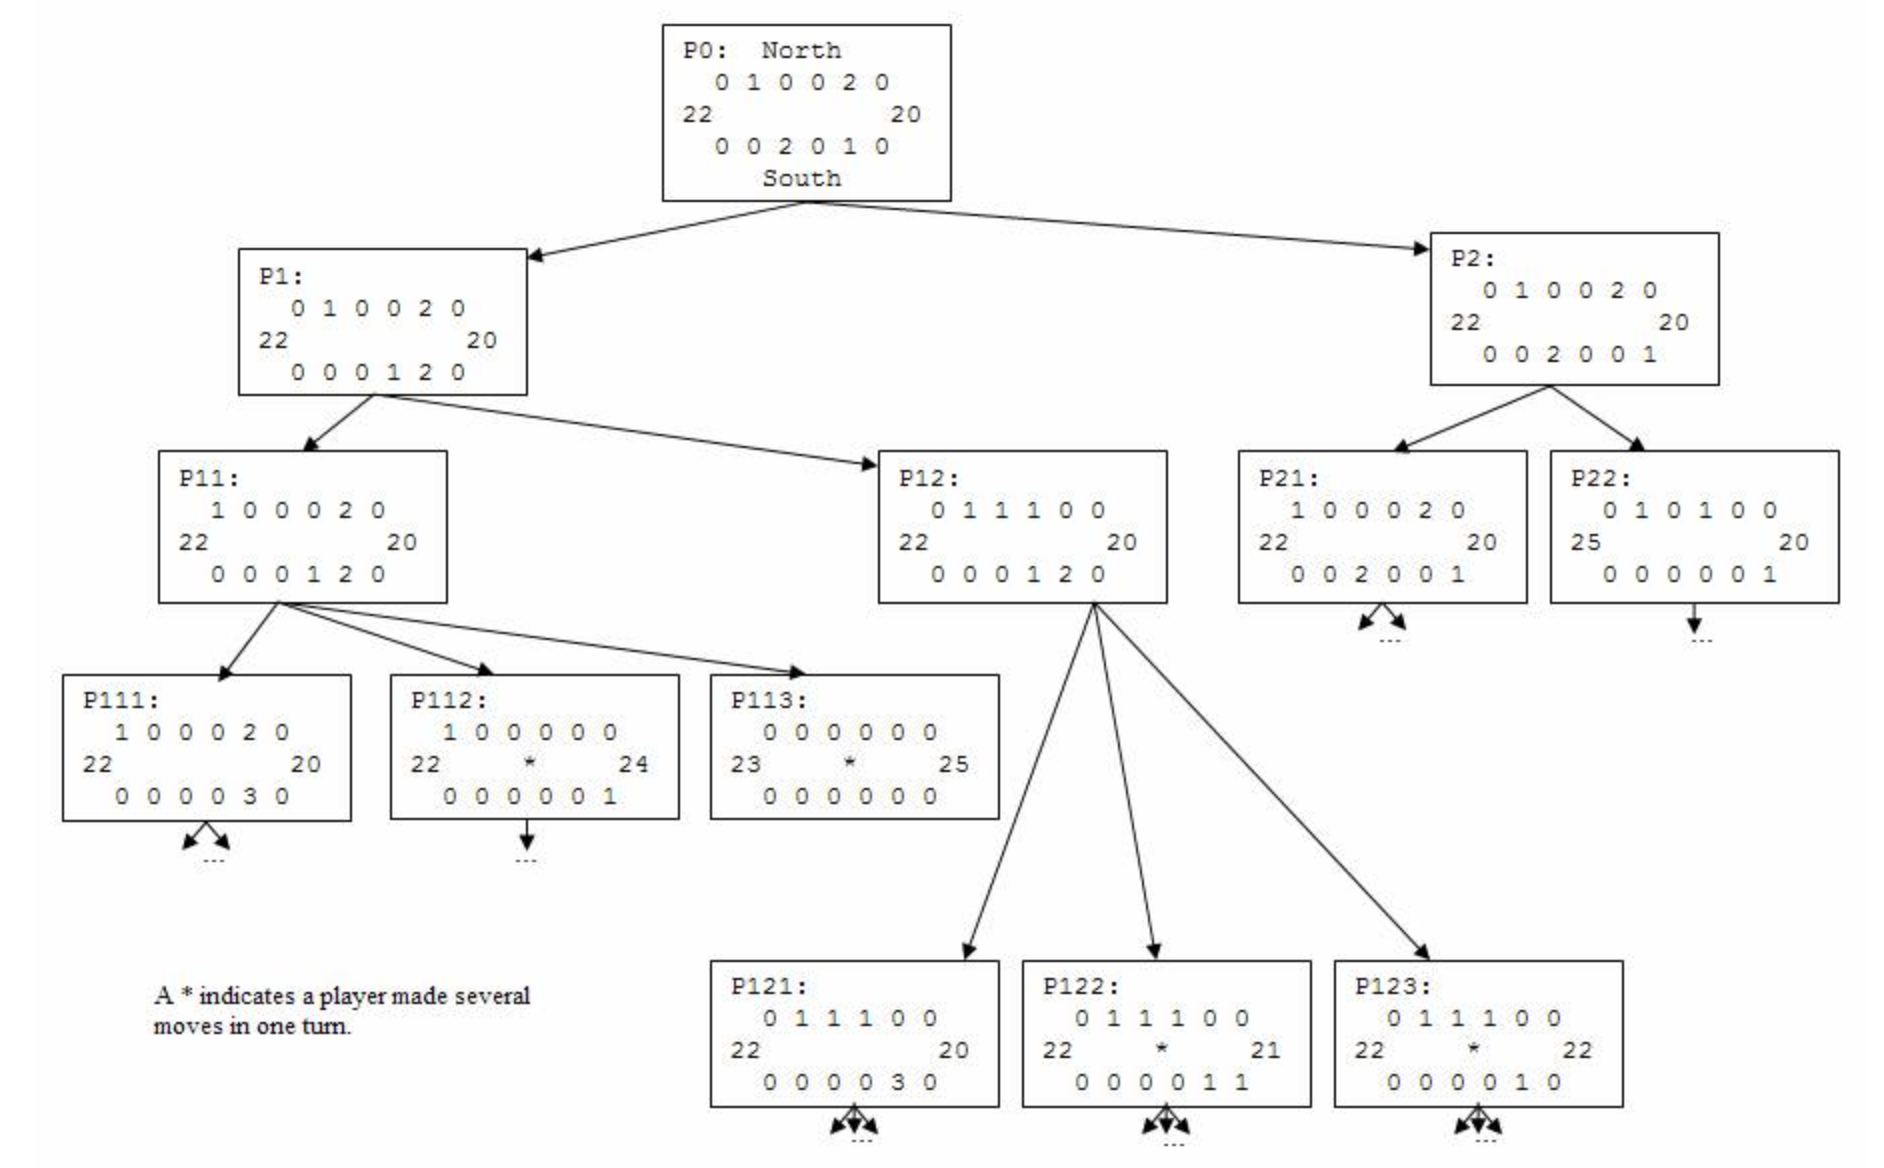 P0: North
0 1 0 0 2 0
22 20
0 0 2 0 1 0
South
P1:
0 1 0 0 2 0
22 20
0 0 0 1 2 0
P2:
0 1 0 0 2 0
22 20
0 0 2 0 0 1
P11:
1 0 0 0 2 0
22 20
0 0 0 1 2 0
P12:
0 1 1 1 0 0
22 20
0 0 0 1 2 0
P21:
1 0 0 0 2 0
22 20
0 0 2 0 0 1
...
P22:
0 1 0 1 0 0
25 20
0 0 0 0 0 1
...
P111:
1 0 0 0 2 0
22 20
0 0 0 0 3 0
...
P112:
1 0 0 0 0 0
22 * 24
0 0 0 0 0 1
...
P113:
0 0 0 0 0 0
23 * 25
0 0 0 0 0 0
A * indicates a player made several
moves in one turn.
P121:
0 1 1 1 0 0
22 20
0 0 0 0 3 0
...
P122:
0 1 1 1 0 0
22 * 21
0 0 0 0 1 1
...
P123:
0 1 1 1 0 0
22 * 22
0 0 0 0 1 0
...